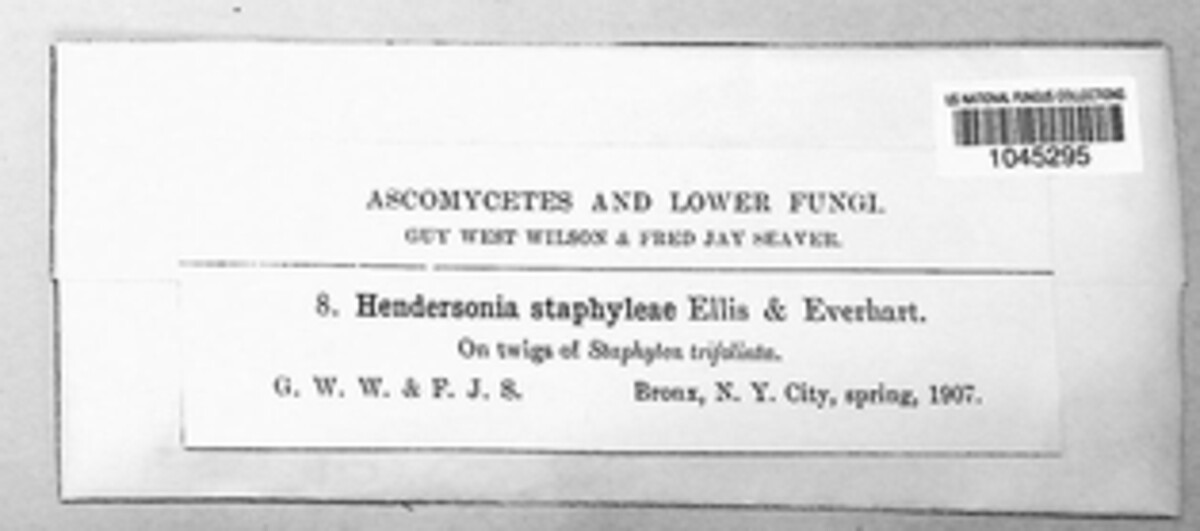 US NATIONAL FUNGUS COLLECTIONS
1045295
ASCOMYCETES AND LOWER FUNGI.
GUY WEST WILSON & FRED JAY SEAVER.
8. Hendersonia staphyleae Ellis & Everhart.
On twigs of Staphylea trifoliata.
G. W. W. & F. J. S. Bronx, N. Y. City, spring, 1907.